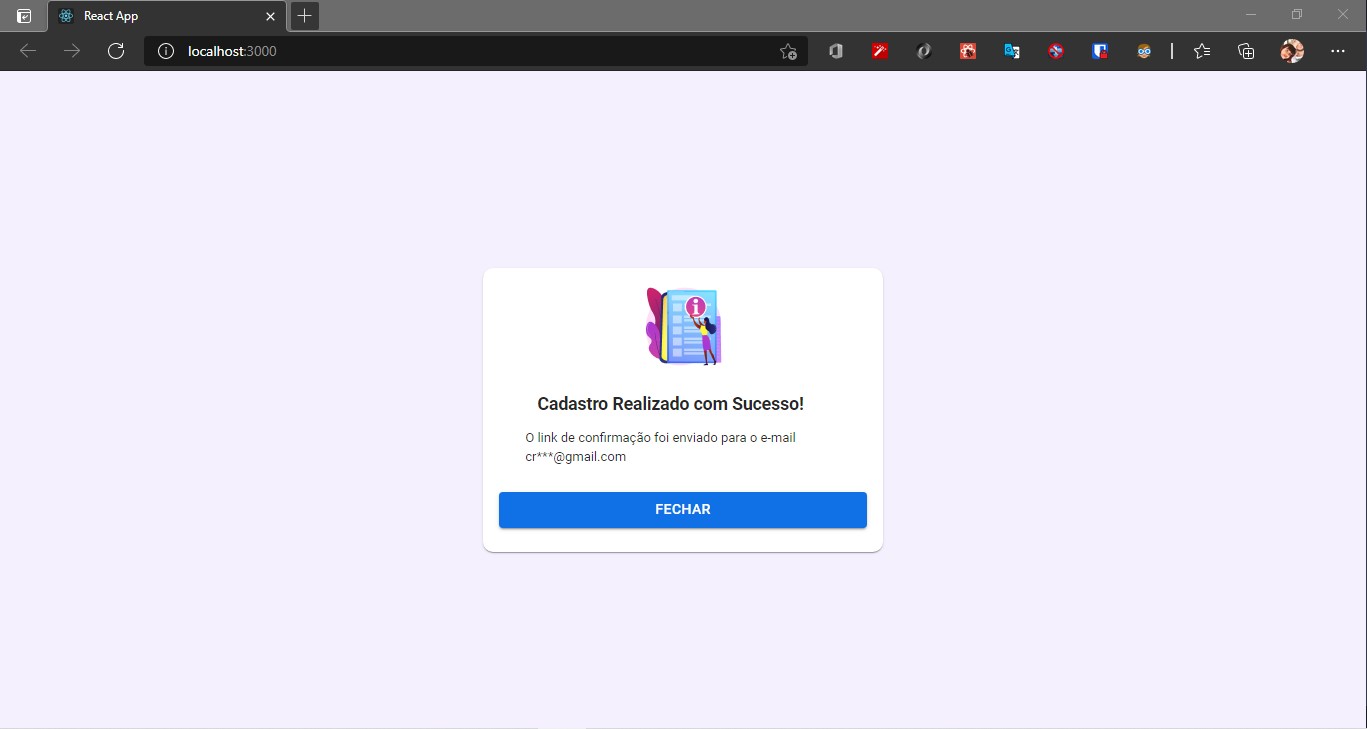 React App
localhost:3000
Cadastro Realizado com Sucesso!
O link de confirmação foi enviado para o e-mail
cr***@gmail.com
FECHAR